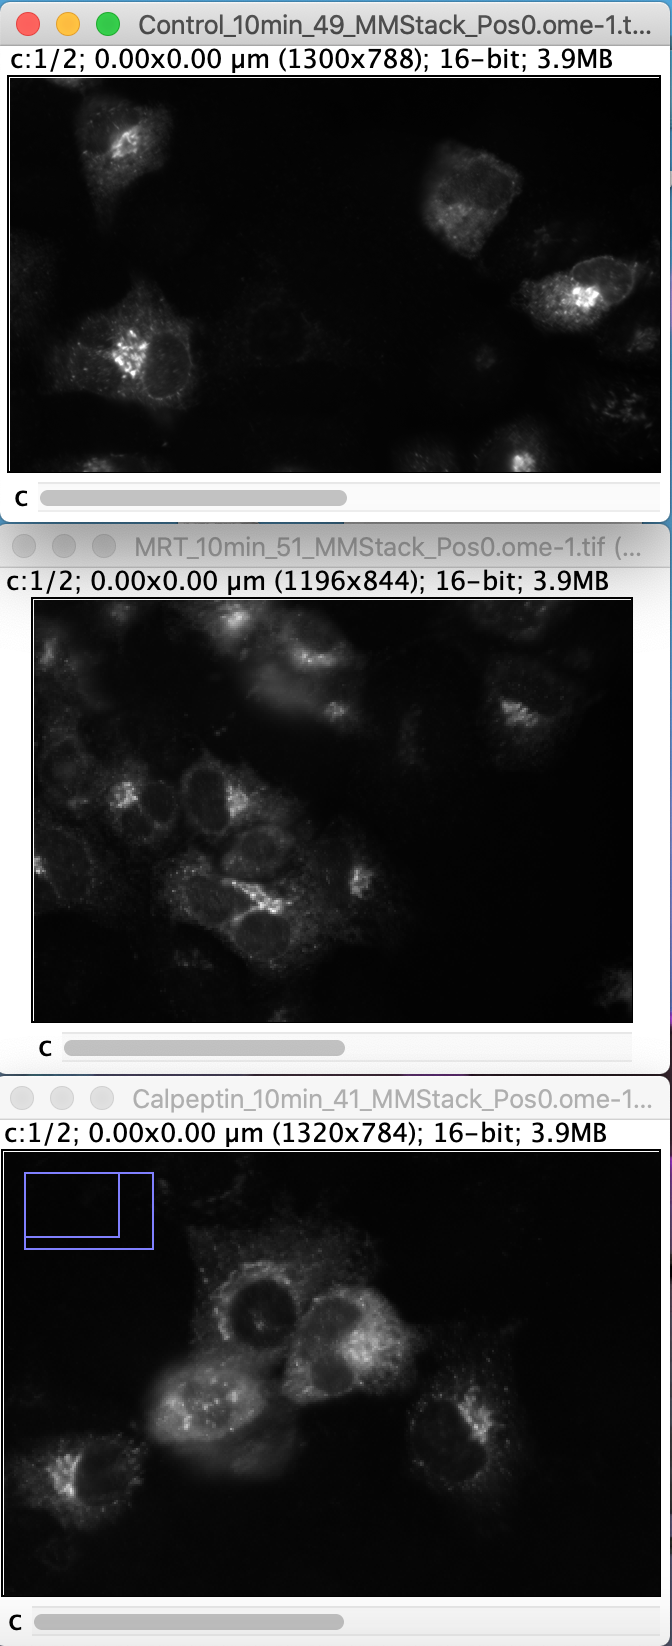 Control_10min_49_MMStack_Pos0.ome-1.t...
c:1/2; 0.00x0.00 µm (1300x788); 16-bit; 3.9MB
C
MRT_10min_51_MMStack_Pos0.ome-1.tif (...
c:1/2; 0.00x0.00 µm (1196x844); 16-bit; 3.9MB
C
Calpeptin_10min_41_MMStack_Pos0.ome-1...
c:1/2; 0.00x0.00 µm (1320x784); 16-bit; 3.9MB
C